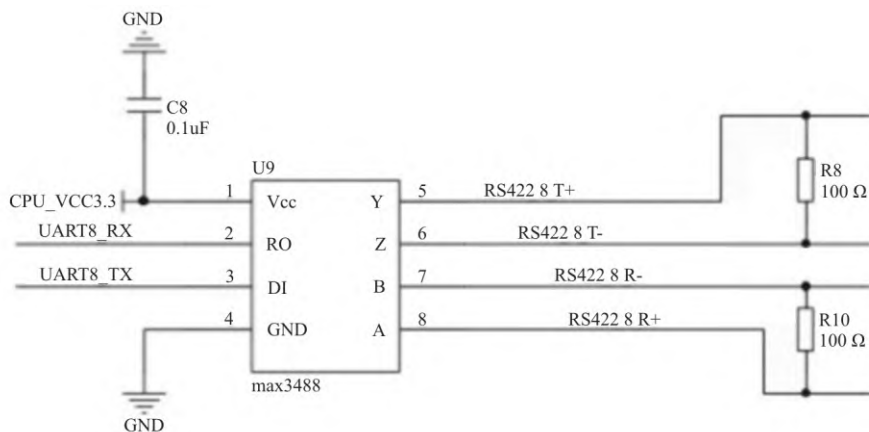 GND
C8
0.1uF
U9
CPU_VCC3.3
1
Vcc
Y
5
RS422 8 T+
R8
100 Ω
UART8_RX
2
RO
Z
6
RS422 8 T-
UART8_TX
3
DI
B
7
RS422 8 R-
4
GND
A
8
RS422 8 R+
R10
100 Ω
max3488
GND